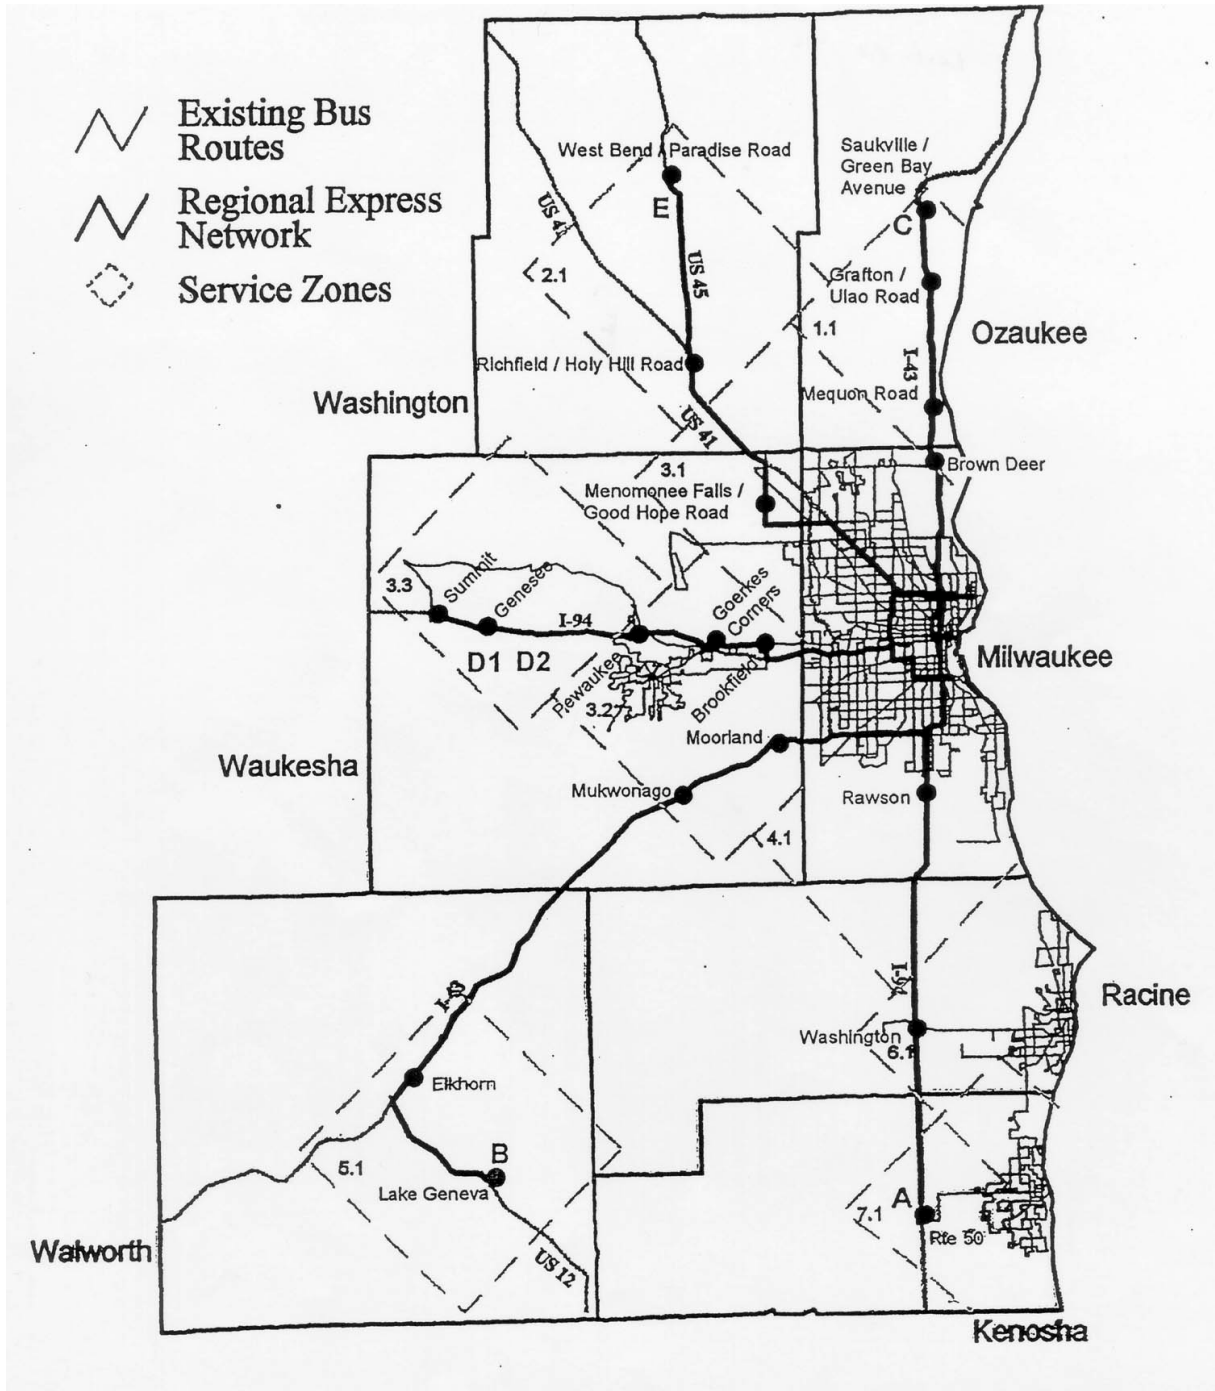 Existing Bus
Routes
Regional Express
Network
Service Zones
West Bend / Paradise Road
Saukville /
Green Bay
Avenue
E
C
US 41
US 45
2.1
Grafton /
Ulao Road
1.1
Ozaukee
I-43
Richfield / Holy Hill Road
Mequon Road
Washington
US 41
3.1
Brown Deer
Menomonee Falls /
Good Hope Road
3.3
Summit
Genesee
Goerkes
Corners
I-94
D1 D2
Pewaukee
Brookfield
Milwaukee
3.2
Moorland
Waukesha
Mukwonago
Rawson
4.1
I-94
I-43
Racine
Washington
6.1
Elkhorn
B
5.1
Lake Geneva
A
7.1
Rte 50
Walworth
US 12
Kenosha